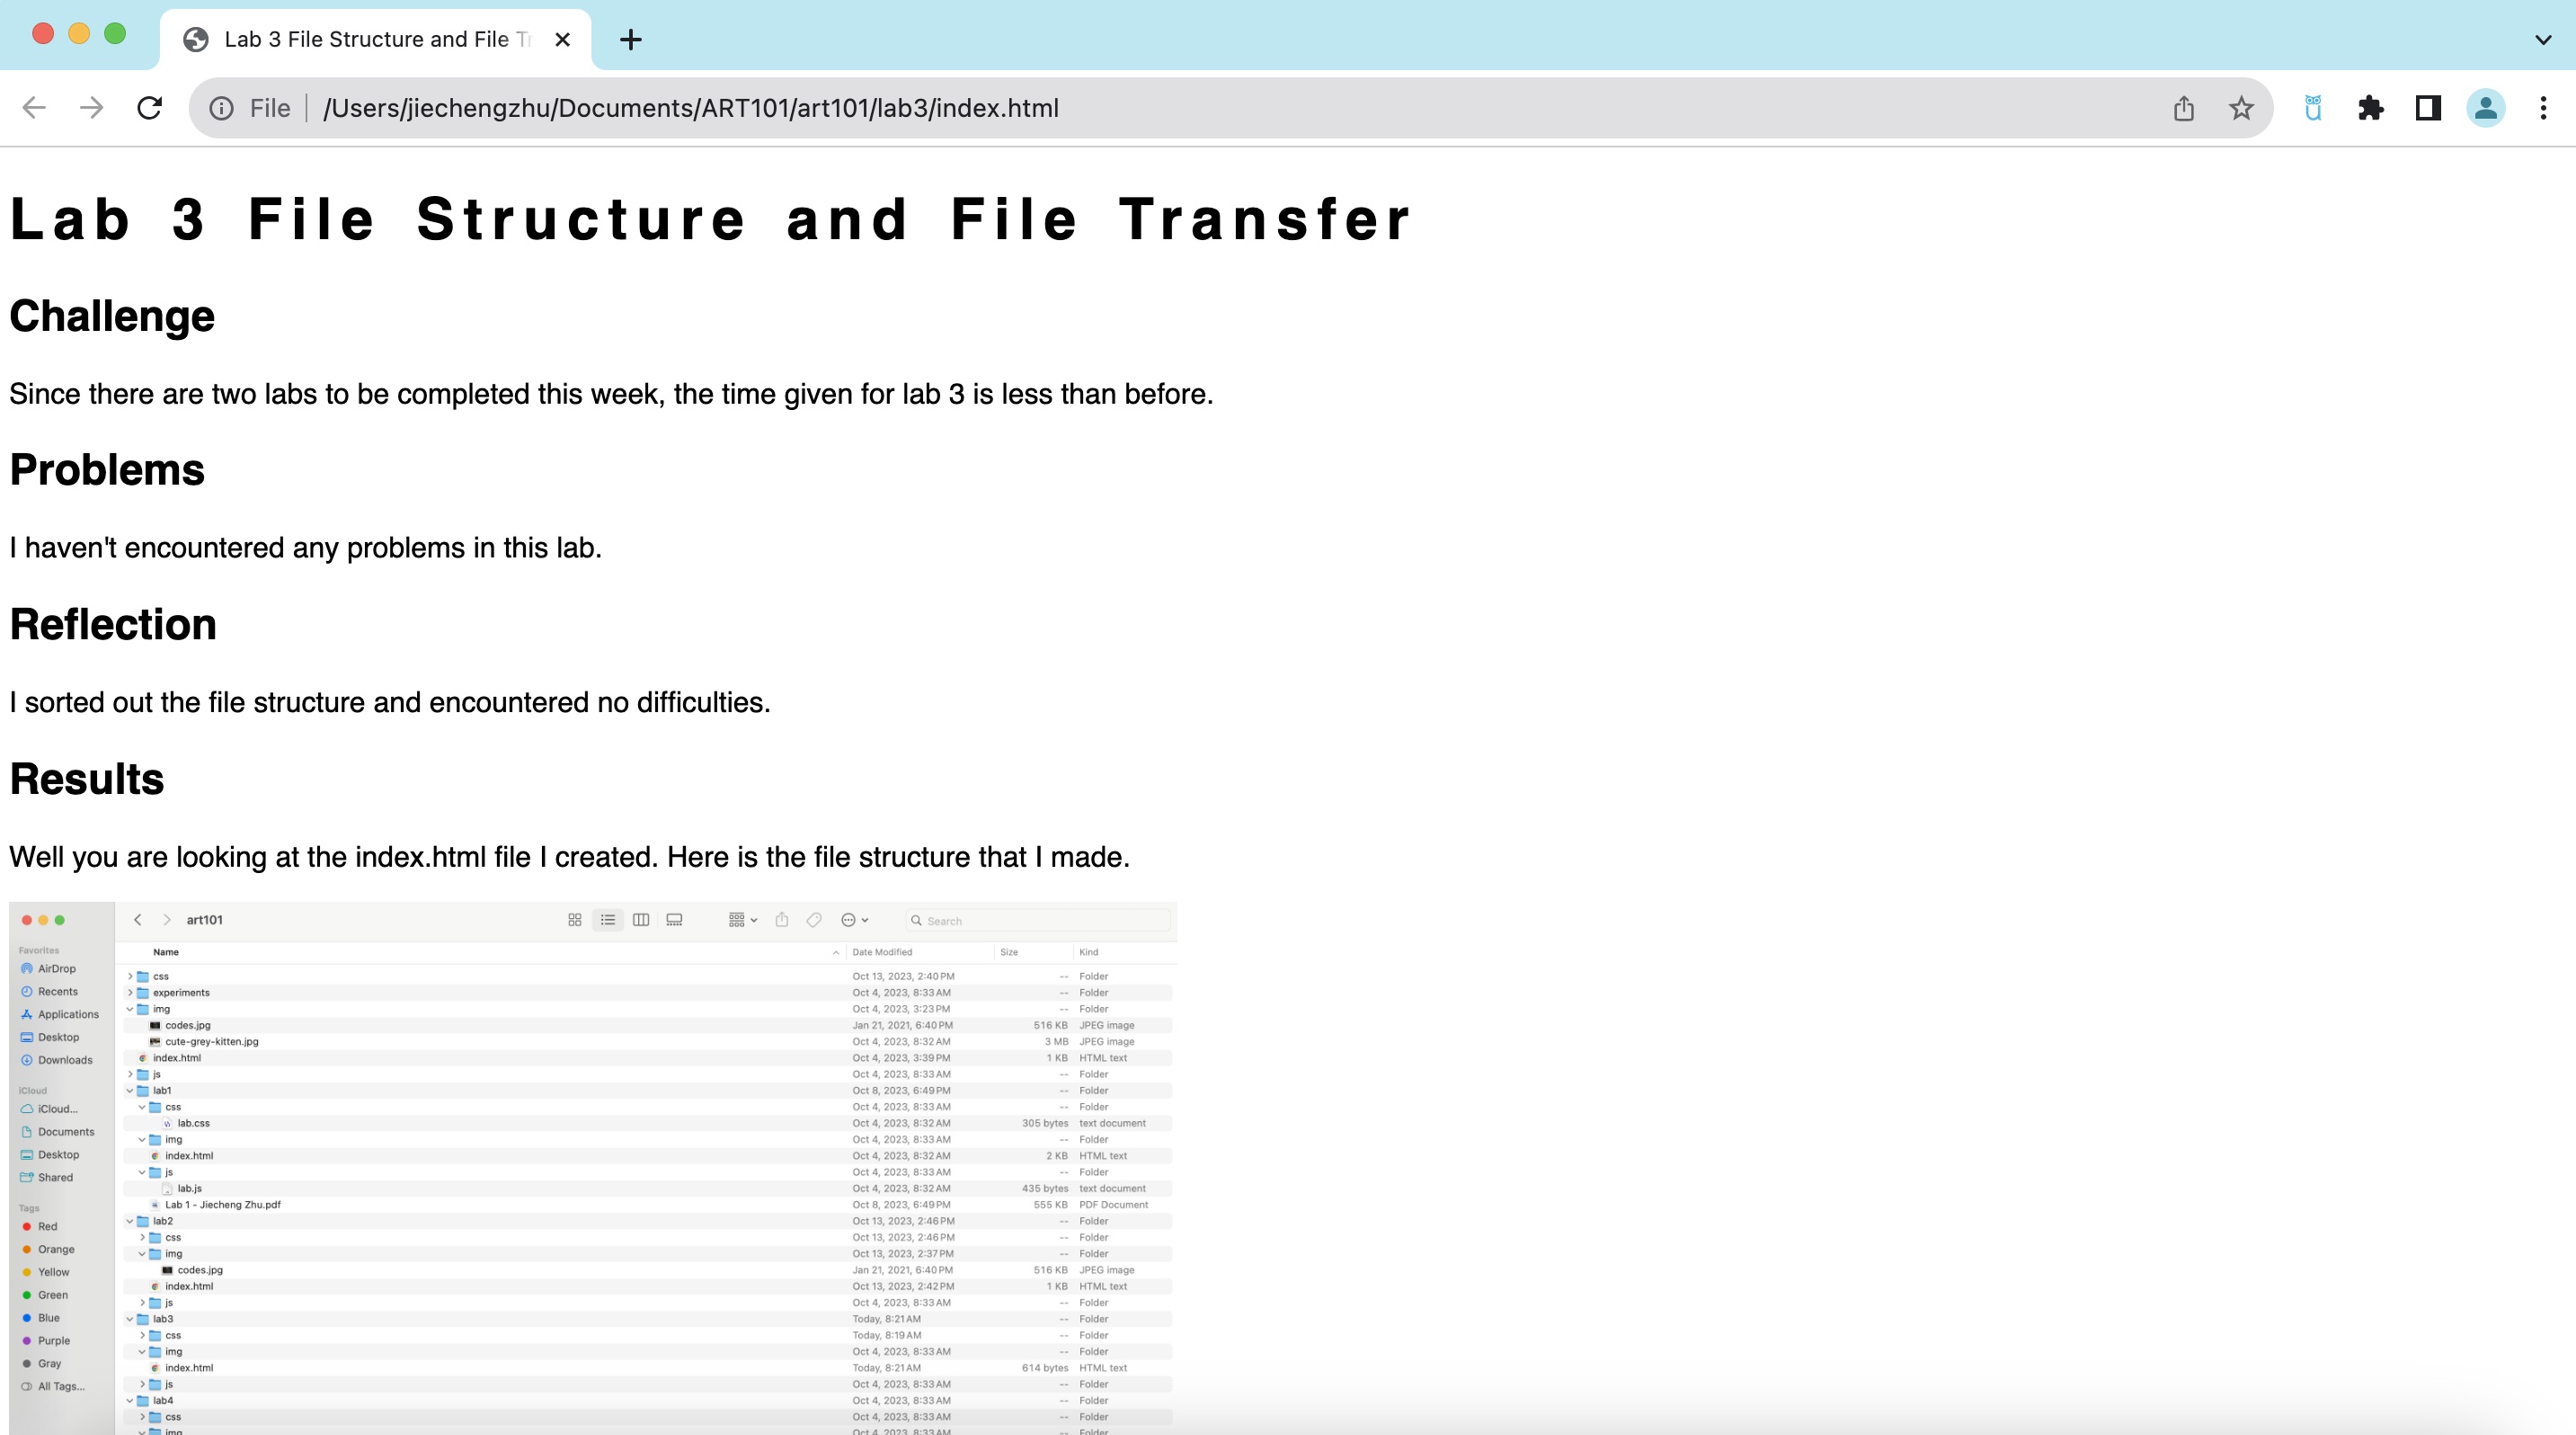 Lab 3 File Structure and File Tr
File /Users/jiechengzhu/Documents/ART101/art101/lab3/index.html
Lab 3 File Structure and File Transfer
Challenge
Since there are two labs to be completed this week, the time given for lab 3 is less than before.
Problems
I haven't encountered any problems in this lab.
Reflection
I sorted out the file structure and encountered no difficulties.
Results
Well you are looking at the index.html file I created. Here is the file structure that I made.
art101
Search
Favorites
AirDrop
Recents
Applications
Desktop
Downloads
iCloud
iCloud...
Documents
Desktop
Shared
Tags
Red
Orange
Yellow
Green
Blue
Purple
Gray
All Tags...
Name Date Modified Size Kind
css Oct 13, 2023, 2:40 PM -- Folder
experiments Oct 4, 2023, 8:33 AM -- Folder
img Oct 4, 2023, 3:23 PM -- Folder
codes.jpg Jan 21, 2021, 6:40 PM 516 KB JPEG image
cute-grey-kitten.jpg Oct 4, 2023, 8:32 AM 3 MB JPEG image
index.html Oct 4, 2023, 3:39 PM 1 KB HTML text
js Oct 4, 2023, 8:33 AM -- Folder
lab1 Oct 8, 2023, 6:49 PM -- Folder
css Oct 4, 2023, 8:33 AM -- Folder
lab.css Oct 4, 2023, 8:32 AM 305 bytes text document
img Oct 4, 2023, 8:33 AM -- Folder
index.html Oct 4, 2023, 8:32 AM 2 KB HTML text
js Oct 4, 2023, 8:33 AM -- Folder
lab.js Oct 4, 2023, 8:32 AM 435 bytes text document
Lab 1 - Jiecheng Zhu.pdf Oct 8, 2023, 6:49 PM 555 KB PDF Document
lab2 Oct 13, 2023, 2:46 PM -- Folder
css Oct 13, 2023, 2:46 PM -- Folder
img Oct 13, 2023, 2:37 PM -- Folder
codes.jpg Jan 21, 2021, 6:40 PM 516 KB JPEG image
index.html Oct 13, 2023, 2:42 PM 1 KB HTML text
js Oct 4, 2023, 8:33 AM -- Folder
lab3 Today, 8:21 AM -- Folder
css Today, 8:19 AM -- Folder
img Oct 4, 2023, 8:33 AM -- Folder
index.html Today, 8:21 AM 614 bytes HTML text
js Oct 4, 2023, 8:33 AM -- Folder
lab4 Oct 4, 2023, 8:33 AM -- Folder
css Oct 4, 2023, 8:33 AM -- Folder
img Oct 4, 2023, 8:33 AM -- Folder